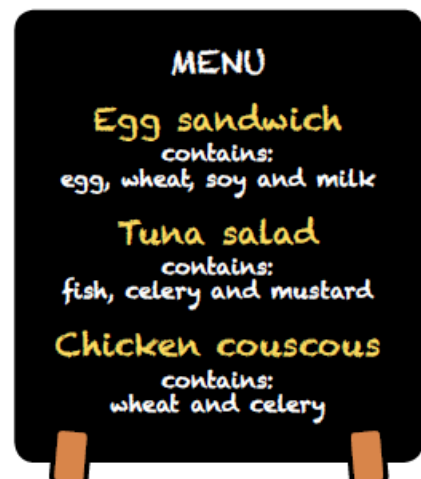 MENU
Egg sandwich
contains:
egg, wheat, soy and milk
Tuna salad
contains:
fish, celery and mustard
Chicken couscous
contains:
wheat and celery